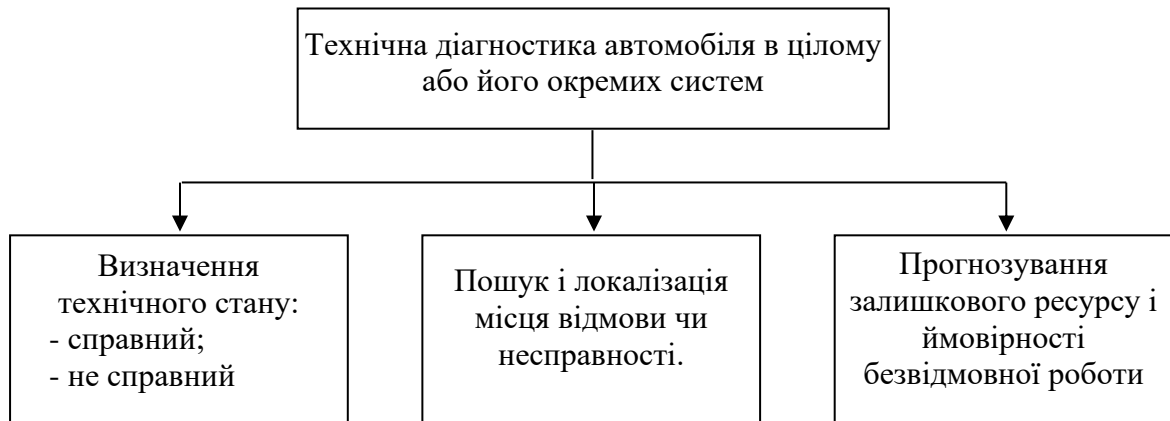 Технічна діагностика автомобіля в цілому
або його окремих систем
Визначення
технічного стану:
- справний;
- не справний
Пошук і локалізація
місця відмови чи
несправності.
Прогнозування
залишкового ресурсу і
ймовірності
безвідмовної роботи